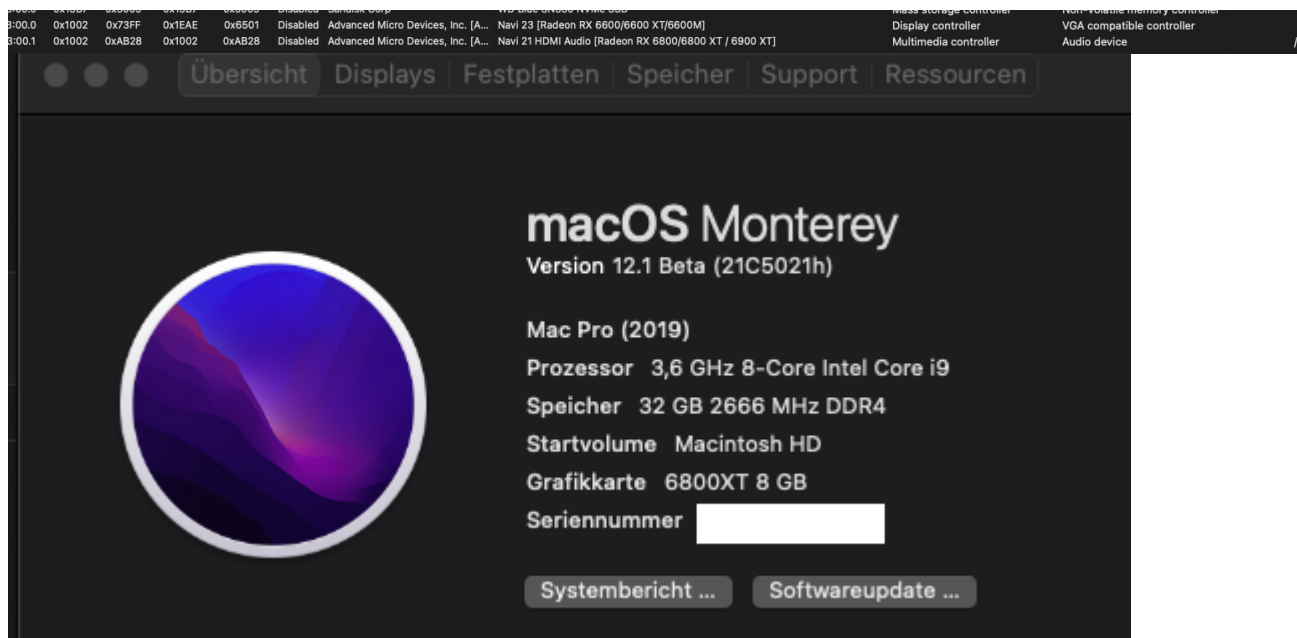 3:00.0 0x1002 0x73FF 0x1EAE 0x6501 Disabled Advanced Micro Devices, Inc. [A... Navi 23 [Radeon RX 6600/6600 XT/6600M] Display controller VGA compatible controller
3:00.1 0x1002 0xAB28 0x1002 0xAB28 Disabled Advanced Micro Devices, Inc. [A... Navi 21 HDMI Audio [Radeon RX 6800/6800 XT / 6900 XT] Multimedia controller Audio device /
Übersicht Displays Festplatten Speicher Support Ressourcen
macOS Monterey
Version 12.1 Beta (21C5021h)
Mac Pro (2019)
Prozessor 3,6 GHz 8-Core Intel Core i9
Speicher 32 GB 2666 MHz DDR4
Startvolume Macintosh HD
Grafikkarte 6800XT 8 GB
Seriennummer
Systembericht ... Softwareupdate ...